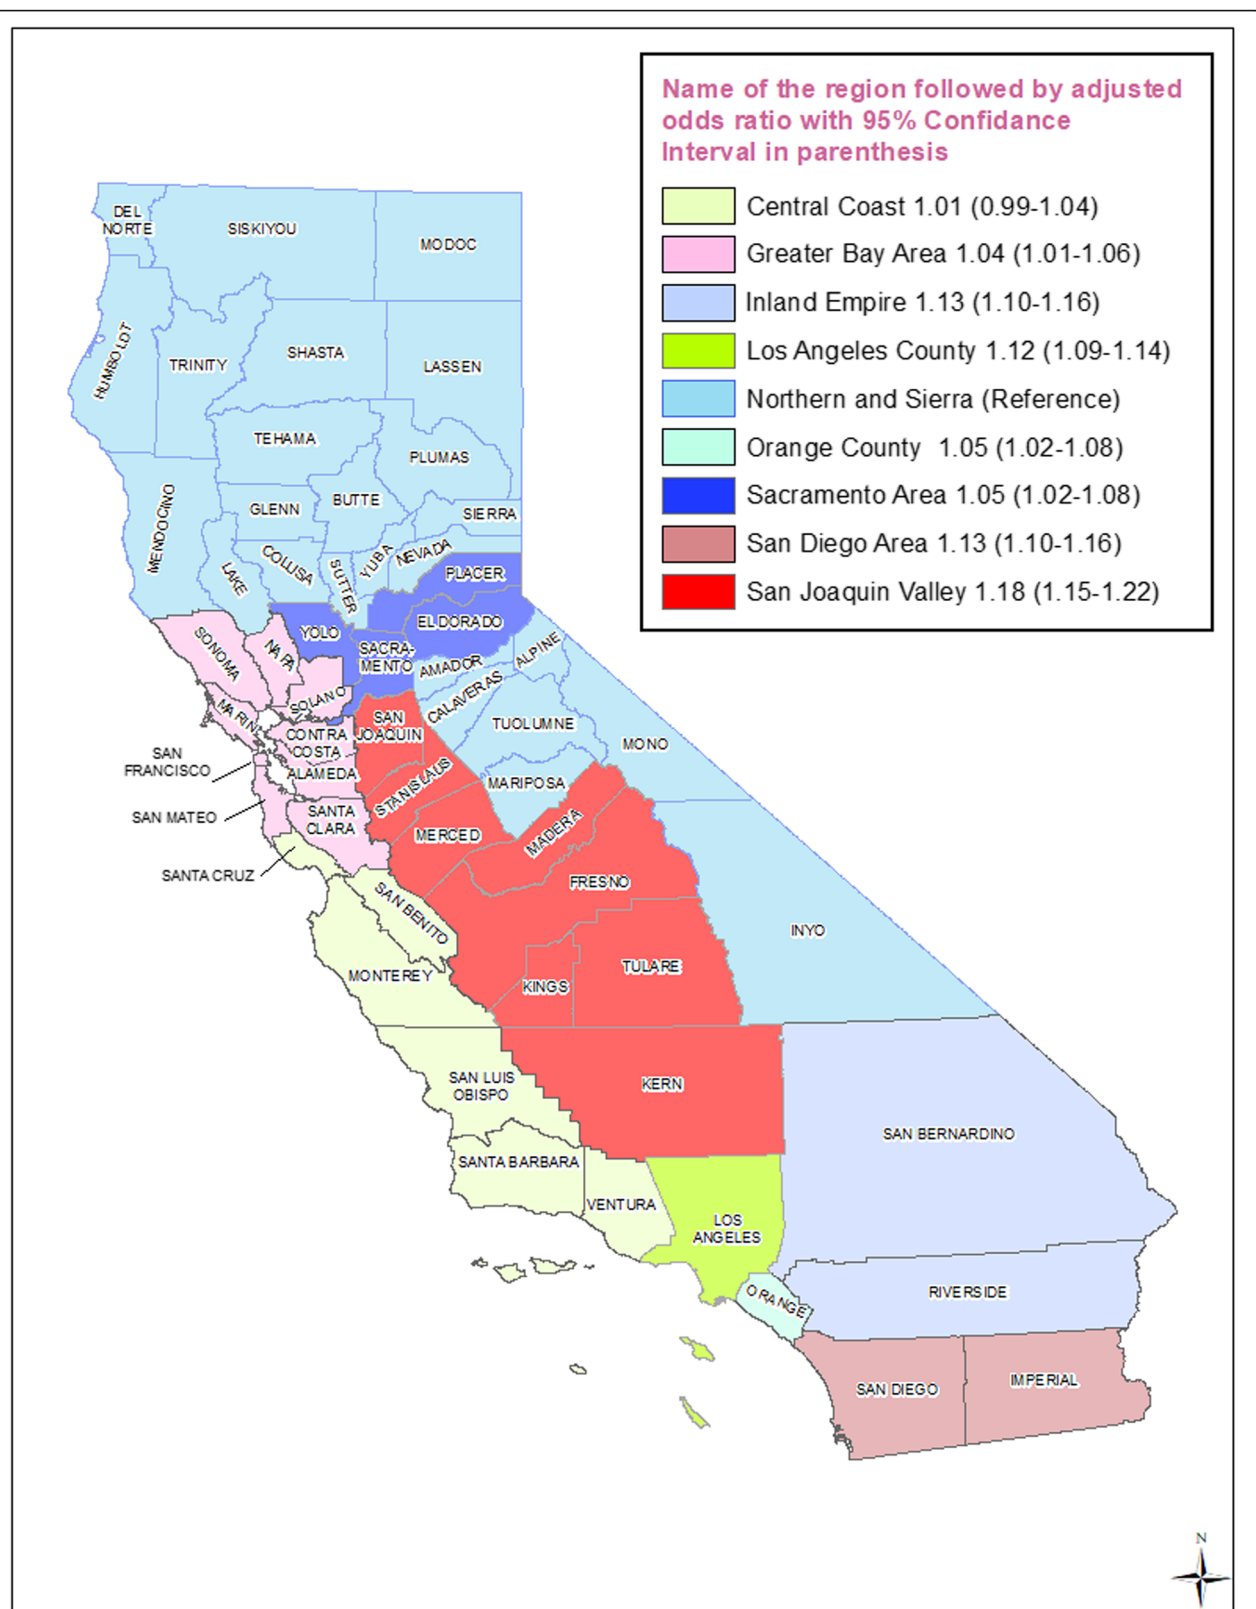 Name of the region followed by adjusted
odds ratio with 95% Confidance
Interval in parenthesis
Central Coast 1.01 (0.99-1.04)
Greater Bay Area 1.04 (1.01-1.06)
Inland Empire 1.13 (1.10-1.16)
Los Angeles County 1.12 (1.09-1.14)
Northern and Sierra (Reference)
Orange County 1.05 (1.02-1.08)
Sacramento Area 1.05 (1.02-1.08)
San Diego Area 1.13 (1.10-1.16)
San Joaquin Valley 1.18 (1.15-1.22)
DEL
NORTE
SISKIYOU
MODOC
HUMBOLDT
TRINITY
SHASTA
LASSEN
TEHAMA
PLUMAS
MENDOCINO
GLENN
BUTTE
SIERRA
LAKE
COLUSA
SUTTER
YUBA
NEVADA
PLACER
EL DORADO
YOLO
SACRA-
MENTO
AMADOR
ALPINE
SONOMA
NAPA
SOLANO
CALAVERAS
MARIN
CONTRA
COSTA
SAN
JOAQUIN
TUOLUMNE
MONO
SAN
FRANCISCO
ALAMEDA
STANISLAUS
MARIPOSA
SAN MATEO
SANTA
CLARA
MERCED
MADERA
SANTA CRUZ
FRESNO
SAN BENITO
INYO
MONTEREY
KINGS
TULARE
SAN LUIS
OBISPO
KERN
SAN BERNARDINO
SANTA BARBARA
VENTURA
LOS
ANGELES
ORANGE
RIVERSIDE
SAN DIEGO
IMPERIAL
N